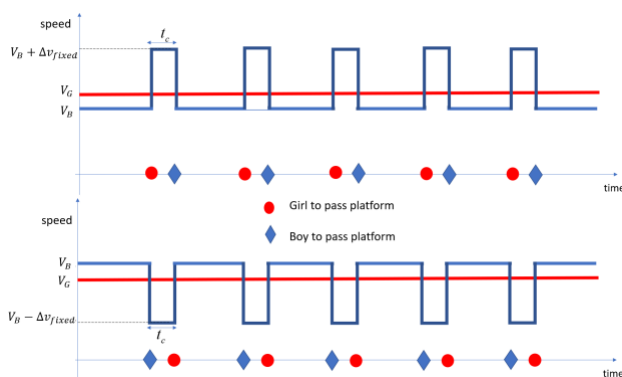 speed
t_c
V_B + Δv_fixed
V_G
V_B
time
Girl to pass platform
speed
Boy to pass platform
V_B
V_G
V_B − Δv_fixed
t_c
time